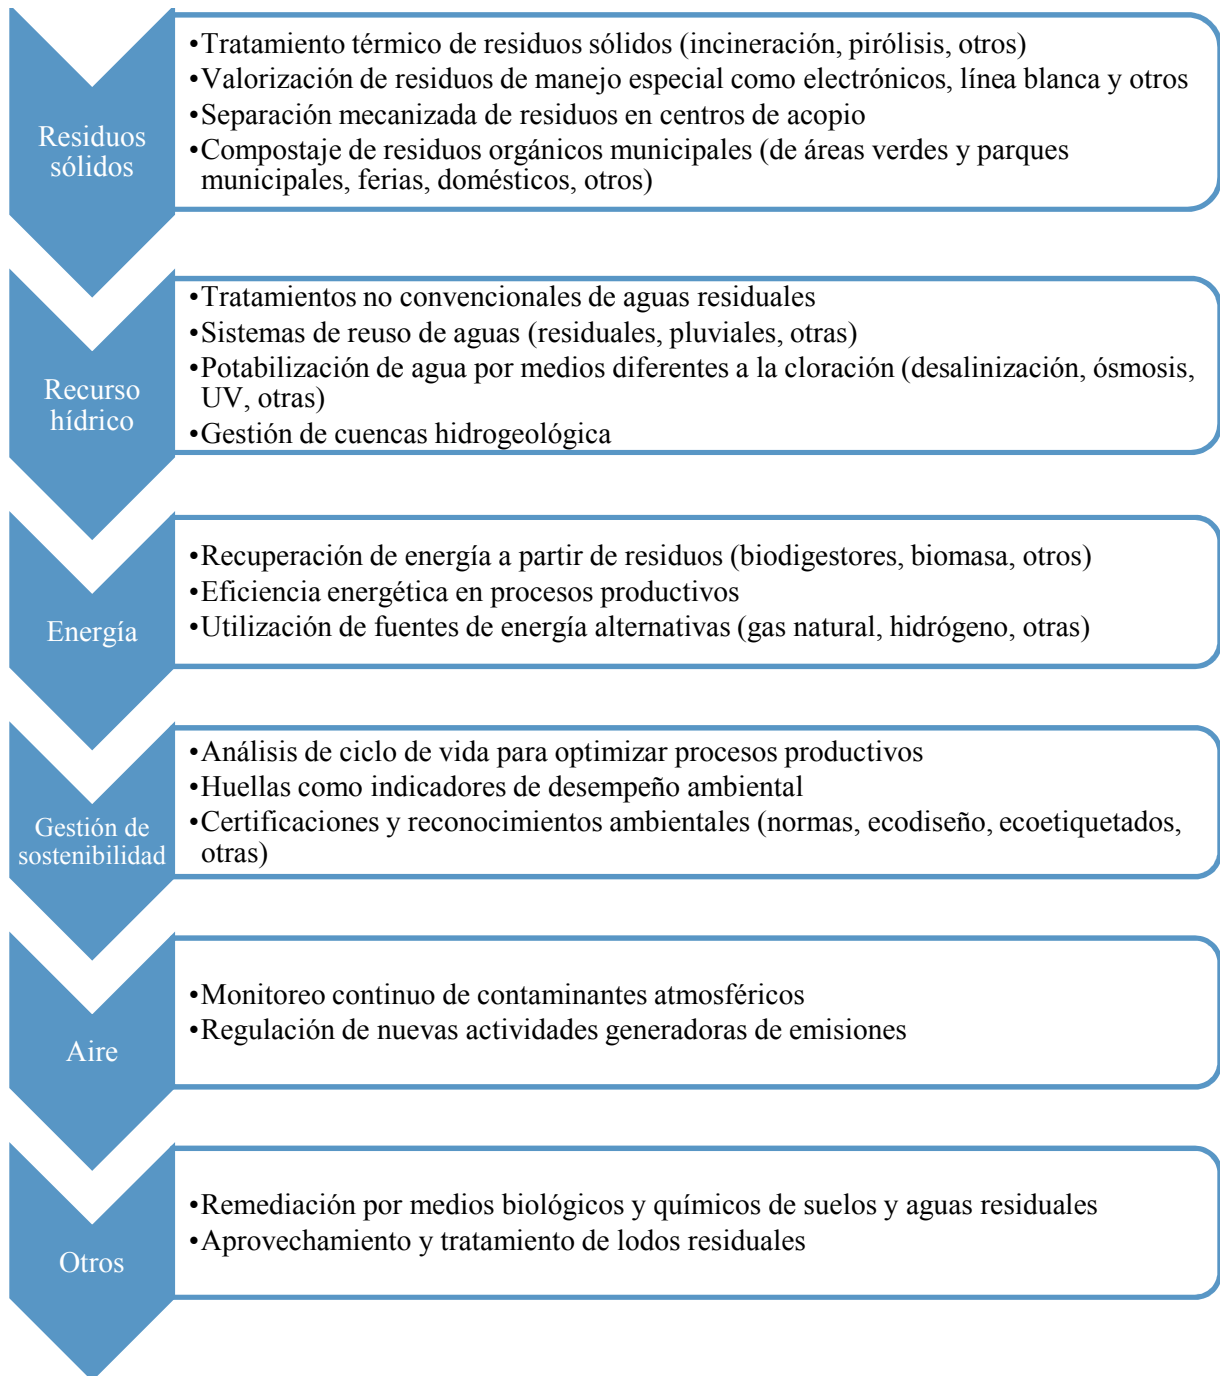 Residuos
sólidos
•Tratamiento térmico de residuos sólidos (incineración, pirólisis, otros)
•Valorización de residuos de manejo especial como electrónicos, línea blanca y otros
•Separación mecanizada de residuos en centros de acopio
•Compostaje de residuos orgánicos municipales (de áreas verdes y parques
municipales, ferias, domésticos, otros)
Recurso
hídrico
•Tratamientos no convencionales de aguas residuales
•Sistemas de reuso de aguas (residuales, pluviales, otras)
•Potabilización de agua por medios diferentes a la cloración (desalinización, ósmosis,
UV, otras)
•Gestión de cuencas hidrogeológica
Energía
•Recuperación de energía a partir de residuos (biodigestores, biomasa, otros)
•Eficiencia energética en procesos productivos
•Utilización de fuentes de energía alternativas (gas natural, hidrógeno, otras)
Gestión de
sostenibilidad
•Análisis de ciclo de vida para optimizar procesos productivos
•Huellas como indicadores de desempeño ambiental
•Certificaciones y reconocimientos ambientales (normas, ecodiseño, ecoetiquetados,
otras)
Aire
•Monitoreo continuo de contaminantes atmosféricos
•Regulación de nuevas actividades generadoras de emisiones
Otros
•Remediación por medios biológicos y químicos de suelos y aguas residuales
•Aprovechamiento y tratamiento de lodos residuales